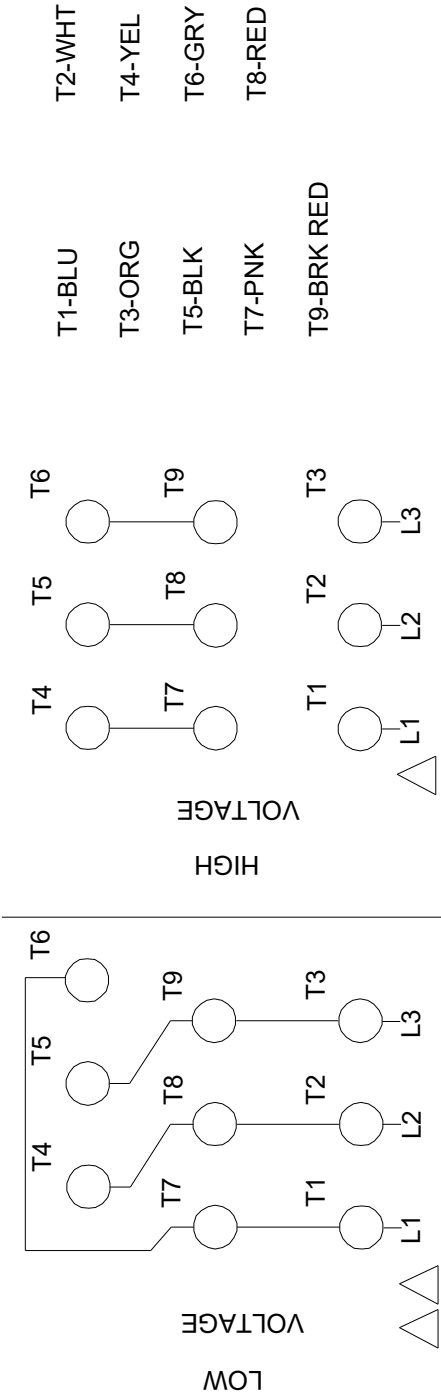 LOW
VOLTAGE
T4 T5 T6
T7 T8 T9
T1 T2 T3
L1 L2 L3
HIGH
VOLTAGE
T4 T5 T6
T7 T8 T9
T1 T2 T3
L1 L2 L3
T1-BLU T2-WHT
T3-ORG T4-YEL
T5-BLK T6-GRY
T7-PNK T8-RED
T9-BRK RED